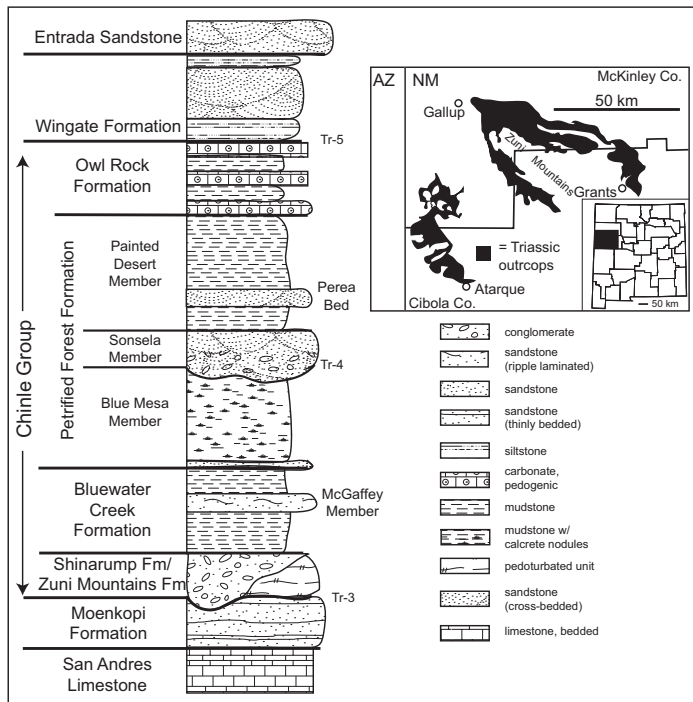 Entrada Sandstone
Wingate Formation
Tr-5
Owl Rock
Formation
Painted
Desert
Member
Perea
Bed
Sonsela
Member
Tr-4
Blue Mesa
Member
Petrified Forest Formation
Chinle Group
Bluewater
Creek
Formation
McGaffey
Member
Shinarump Fm/
Zuni Mountains Fm
Tr-3
Moenkopi
Formation
San Andres
Limestone
AZ
NM
McKinley Co.
50 km
Gallup
Zuni
Mountains
Grants
= Triassic
outrcops
Atarque
Cibola Co.
50 km
conglomerate
sandstone
(ripple laminated)
sandstone
sandstone
(thinly bedded)
siltstone
carbonate,
pedogenic
mudstone
mudstone w/
calcrete nodules
pedoturbated unit
sandstone
(cross-bedded)
limestone, bedded